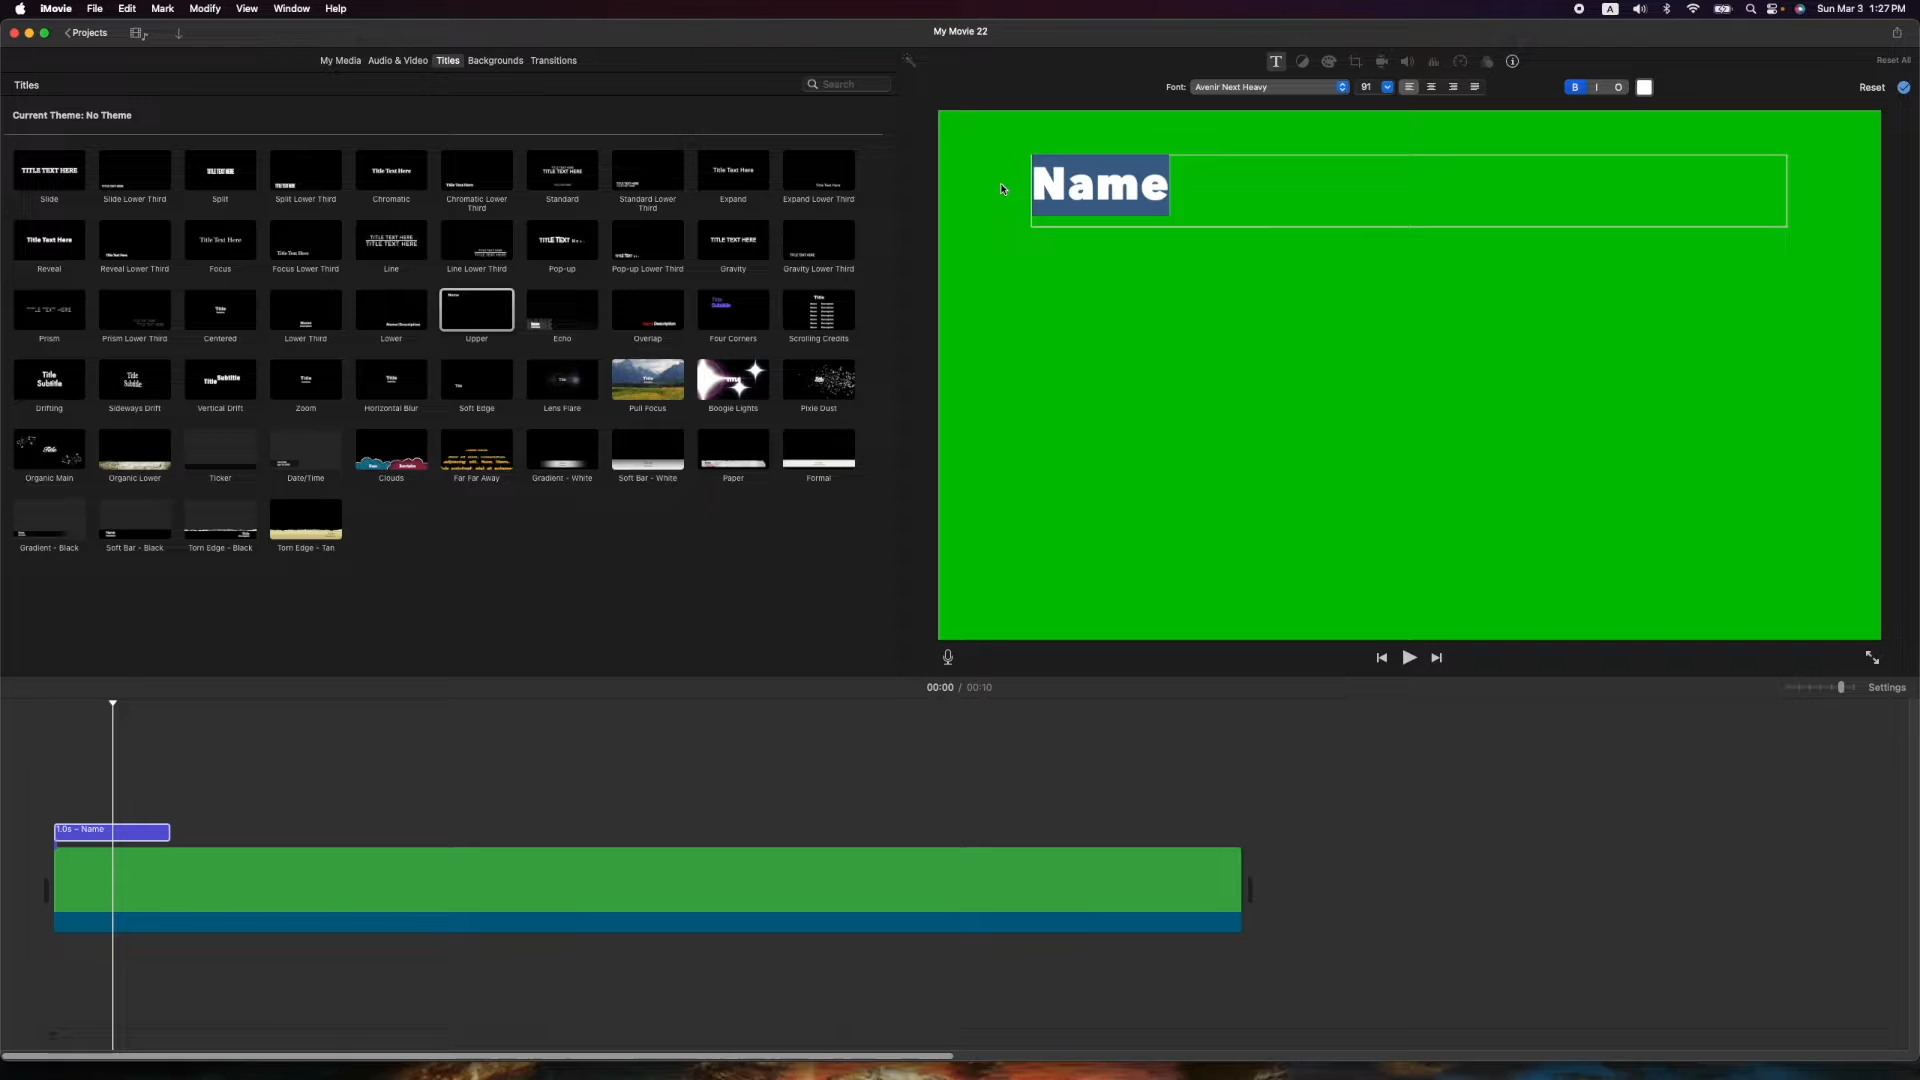 iMovie File Edit Mark Modify View Window Help
A Sun Mar 3 1:27 PM
Projects
My Movie 22
My Media Audio & Video Titles Backgrounds Transitions
Reset All
Titles
Search
Font: Avenir Next Heavy 91 B I O Reset
Current Theme: No Theme
Slide Slide Lower Third Split Split Lower Third Chromatic Chromatic Lower Third Standard Standard Lower Third Expand Expand Lower Third
Reveal Reveal Lower Third Focus Focus Lower Third Line Line Lower Third Pop-up Pop-up Lower Third Gravity Gravity Lower Third
Prism Prism Lower Third Centered Lower Third Lower Upper Echo Overlap Four Corners Scrolling Credits
Drifting Sideways Drift Vertical Drift Zoom Horizontal Blur Soft Edge Lens Flare Pull Focus Boogie Lights Pixie Dust
Organic Main Organic Lower Ticker Date/Time Clouds Far Far Away Gradient - White Soft Bar - White Paper Formal
Gradient - Black Soft Bar - Black Torn Edge - Black Torn Edge - Tan
Name
00:00 / 00:10
Settings
1.0s – Name